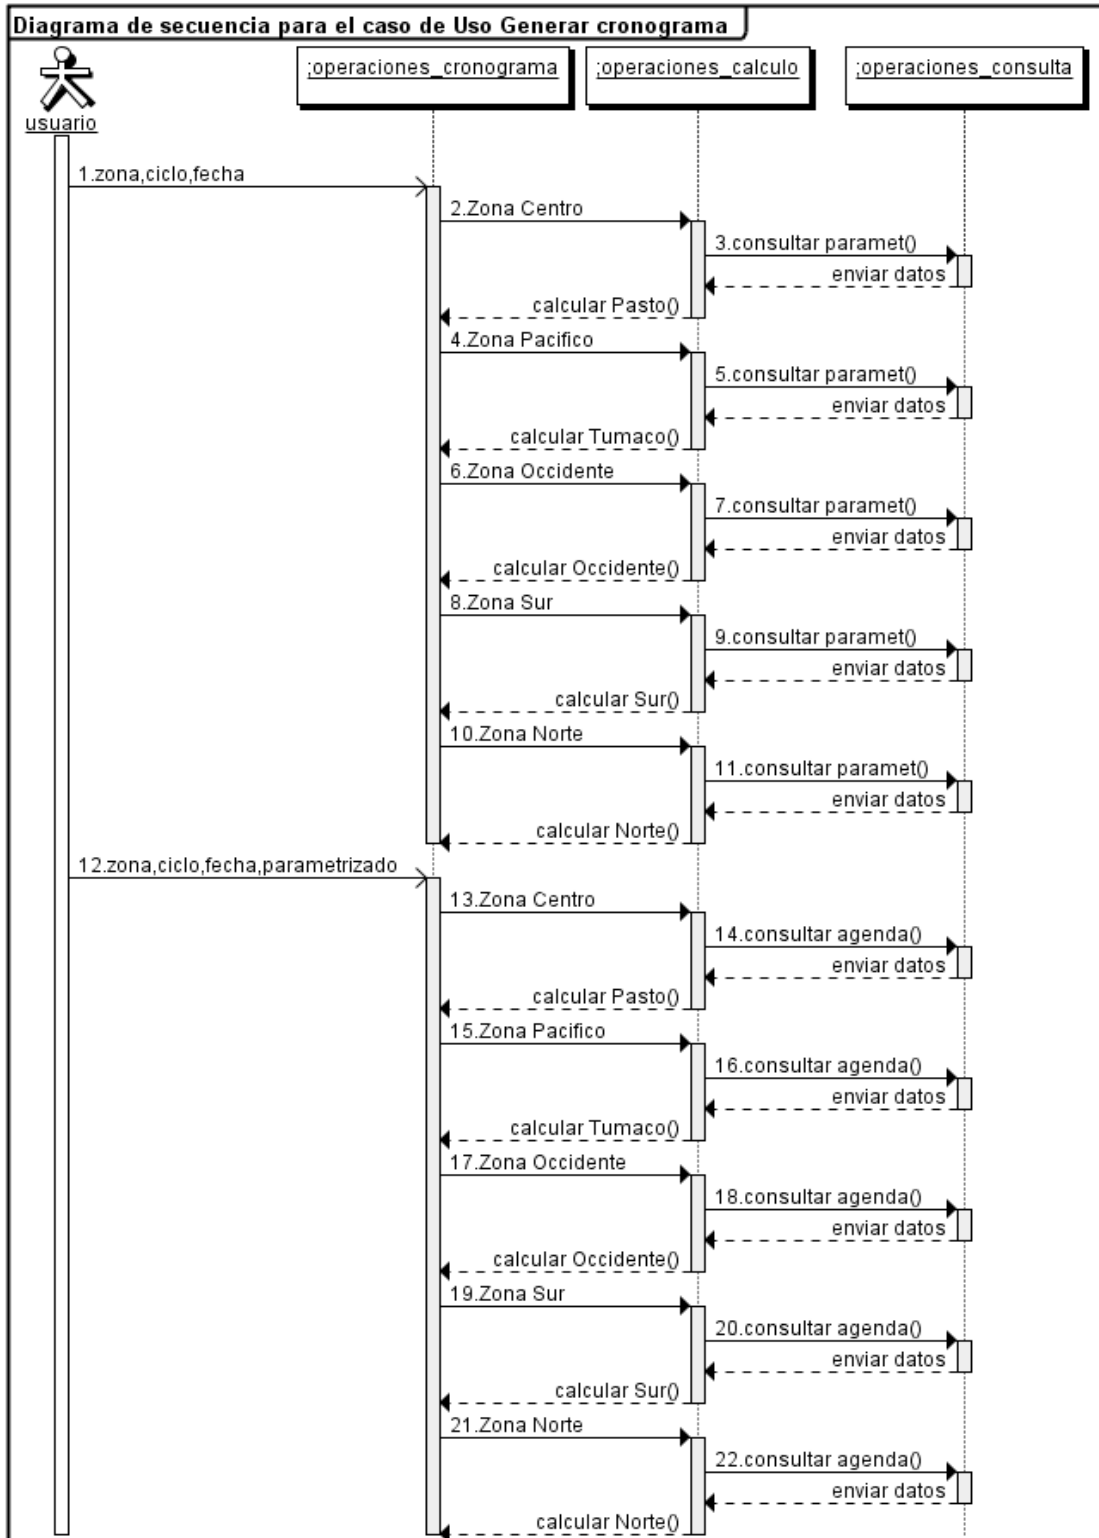 Diagrama de secuencia para el caso de Uso Generar cronograma
usuario
;operaciones_cronograma
;operaciones_calculo
;operaciones_consulta
1.zona,ciclo,fecha
2.Zona Centro
3.consultar paramet()
enviar datos
calcular Pasto()
4.Zona Pacifico
5.consultar paramet()
enviar datos
calcular Tumaco()
6.Zona Occidente
7.consultar paramet()
enviar datos
calcular Occidente()
8.Zona Sur
9.consultar paramet()
enviar datos
calcular Sur()
10.Zona Norte
11.consultar paramet()
enviar datos
calcular Norte()
12.zona,ciclo,fecha,parametrizado
13.Zona Centro
14.consultar agenda()
enviar datos
calcular Pasto()
15.Zona Pacifico
16.consultar agenda()
enviar datos
calcular Tumaco()
17.Zona Occidente
18.consultar agenda()
enviar datos
calcular Occidente()
19.Zona Sur
20.consultar agenda()
enviar datos
calcular Sur()
21.Zona Norte
22.consultar agenda()
enviar datos
calcular Norte()